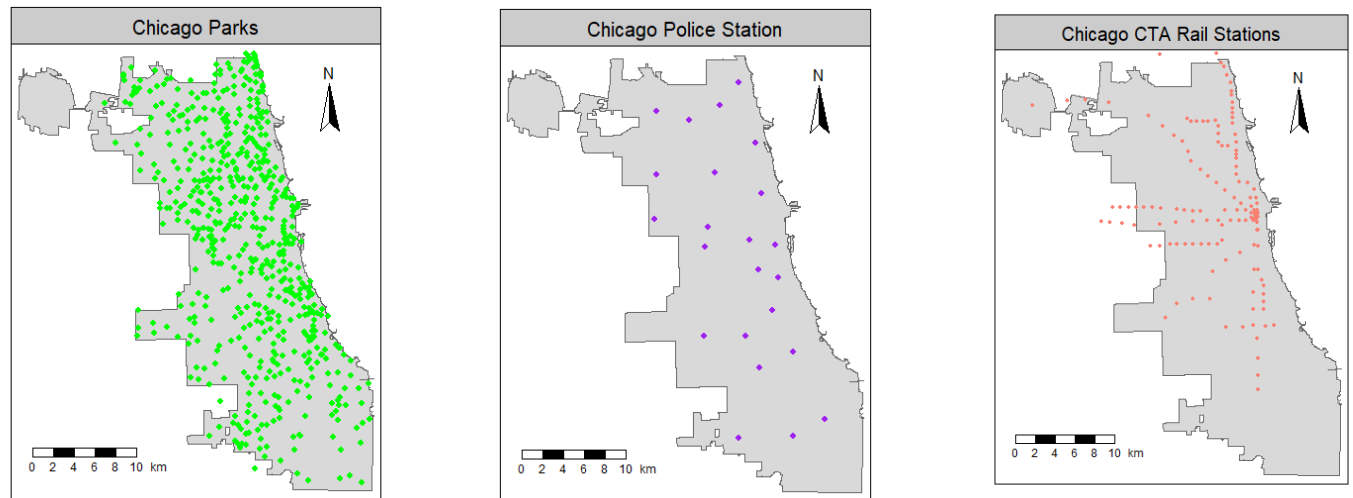 Chicago Parks
N
0 2 4 6 8 10 km
Chicago Police Station
N
0 2 4 6 8 10 km
Chicago CTA Rail Stations
N
0 2 4 6 8 10 km